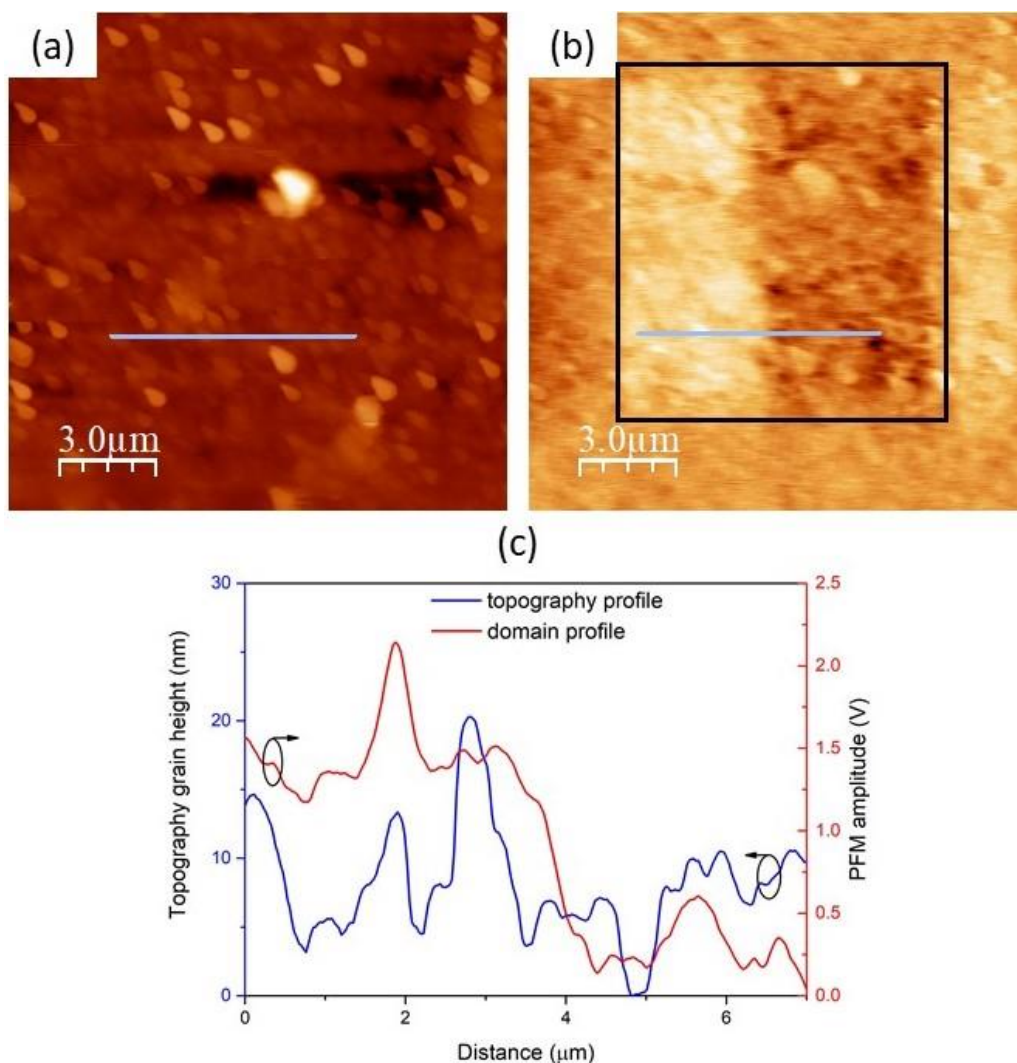 (a)
(b)
3.0µm
3.0µm
(c)
30
2.5
topography profile
domain profile
2.0
20
1.5
Topography grain height (nm)
PFM amplitude (V)
1.0
10
0.5
0
0.0
0
2
4
6
Distance (µm)